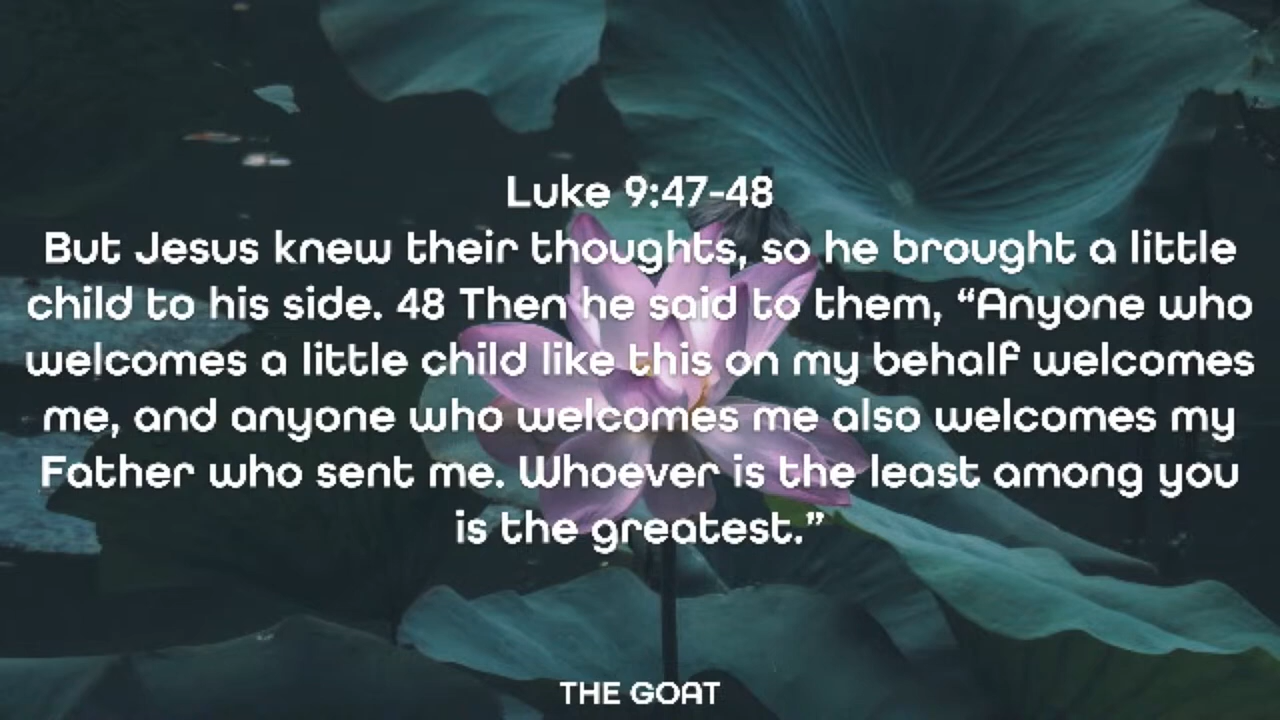 Luke 9:47-48
But Jesus knew their thoughts, so he brought a little
child to his side. 48 Then he said to them, “Anyone who
welcomes a little child like this on my behalf welcomes
me, and anyone who welcomes me also welcomes my
Father who sent me. Whoever is the least among you
is the greatest.”
THE GOAT